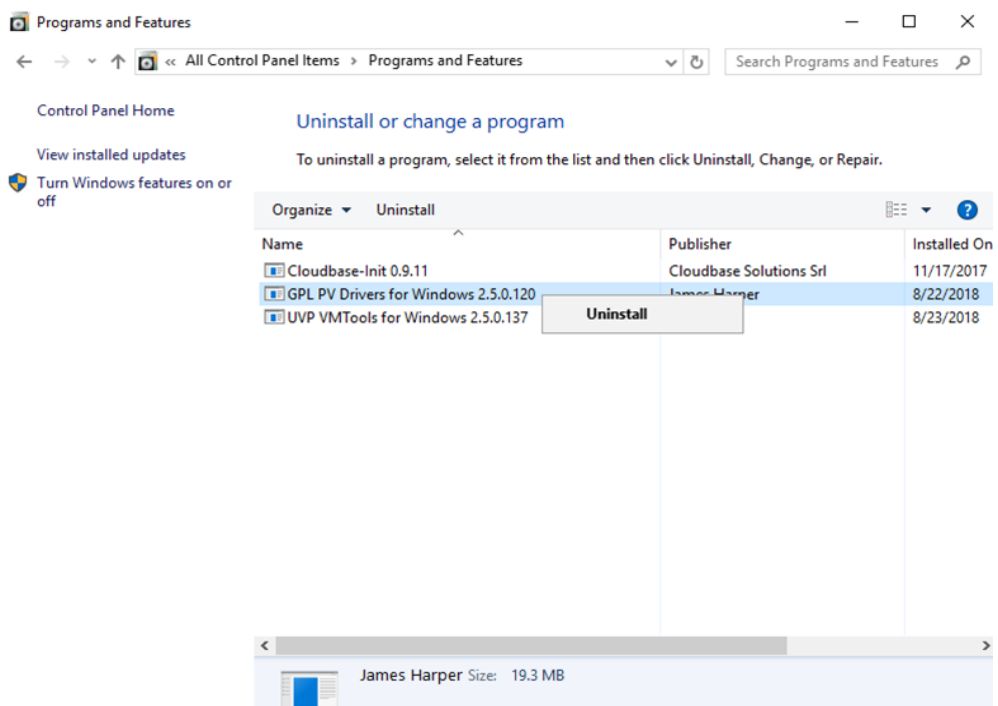 Programs and Features
« All Control Panel Items > Programs and Features
Search Programs and Features
Control Panel Home
View installed updates
Turn Windows features on or
off
Uninstall or change a program
To uninstall a program, select it from the list and then click Uninstall, Change, or Repair.
Organize Uninstall ?
Name Publisher Installed On
Cloudbase-Init 0.9.11 Cloudbase Solutions Srl 11/17/2017
GPL PV Drivers for Windows 2.5.0.120 James Harper 8/22/2018
Uninstall
UVP VMTools for Windows 2.5.0.137 8/23/2018
James Harper Size: 19.3 MB